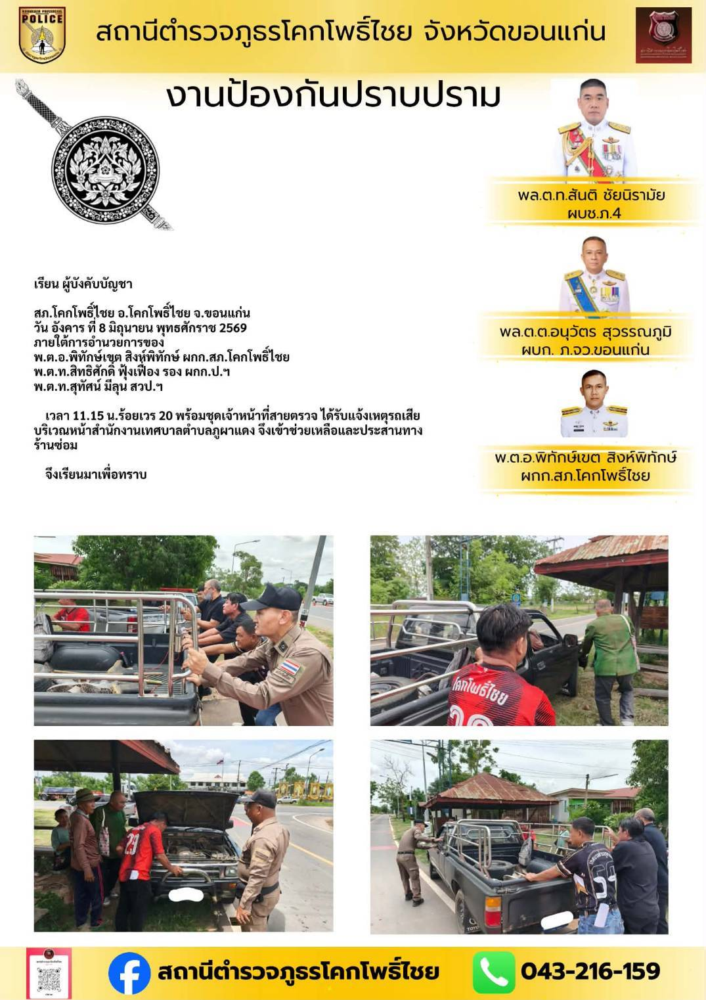 POLICE
สถานีตำรวจภูธรโคกโพธิ์ไชย จังหวัดขอนแก่น
งานป้องกันปราบปราม
พล.ต.ท.สันติ ชัยนิรามัย
ผบช.ภ.4
พล.ต.ต.อนุวัตร สุวรรณภูมิ
ผบก. ภ.จว.ขอนแก่น
พ.ต.อ.พิทักษ์เขต สิงห์พิทักษ์
ผกก.สภ.โคกโพธิ์ไชย
เรียน ผู้บังคับบัญชา
สภ.โคกโพธิ์ไชย อ.โคกโพธิ์ไชย จ.ขอนแก่น
วัน อังคาร ที่ 8 มิถุนายน พุทธศักราช 2569
ภายใต้การอำนวยการของ
พ.ต.อ.พิทักษ์เขต สิงห์พิทักษ์ ผกก.สภ.โคกโพธิ์ไชย
พ.ต.ท.สิทธิศักดิ์ ฟุ้งเฟื่อง รอง ผกก.ป.ฯ
พ.ต.ท.สุทัศน์ มีลุน สวป.ฯ
เวลา 11.15 น.ร้อยเวร 20 พร้อมชุดเจ้าหน้าที่สายตรวจ ได้รับแจ้งเหตุรถเสีย
บริเวณหน้าสำนักงานเทศบาลตำบลภูผาแดง จึงเข้าช่วยเหลือและประสานทาง
ร้านซ่อม
จึงเรียนมาเพื่อทราบ
โคกโพธิ์ไชย
29
69
TOYO
สถานีตำรวจภูธรโคกโพธิ์ไชย
043-216-159